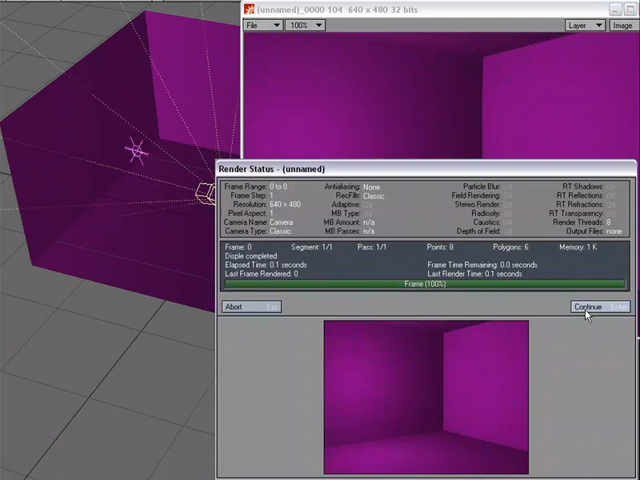 (unnamed)_0000 104 640 x 480 32 bits
File 100% Layer Image
Render Status - (unnamed)
Frame Range: 0 to 0 Antialiasing: None Particle Blur: RT Shadows:
Frame Step: 1 RecFilt: Classic Field Rendering: RT Reflections:
Resolution: 640 x 480 Adaptive: Stereo Render: RT Refractions:
Pixel Aspect: 1 MB Type: Radiosity: RT Transparency:
Camera Name: Camera MB Amount: n/a Caustics: Render Threads: 8
Camera Type: Classic MB Passes: n/a Depth of Field: Output Files: none
Frame: 0 Segment: 1/1 Pass: 1/1 Points: 8 Polygons: 6 Memory: 1 K
Disple completed
Elapsed Time: 0.1 seconds Frame Time Remaining: 0.0 seconds
Last Frame Rendered: 0 Last Render Time: 0.1 seconds
Frame (100%)
Abort Continue